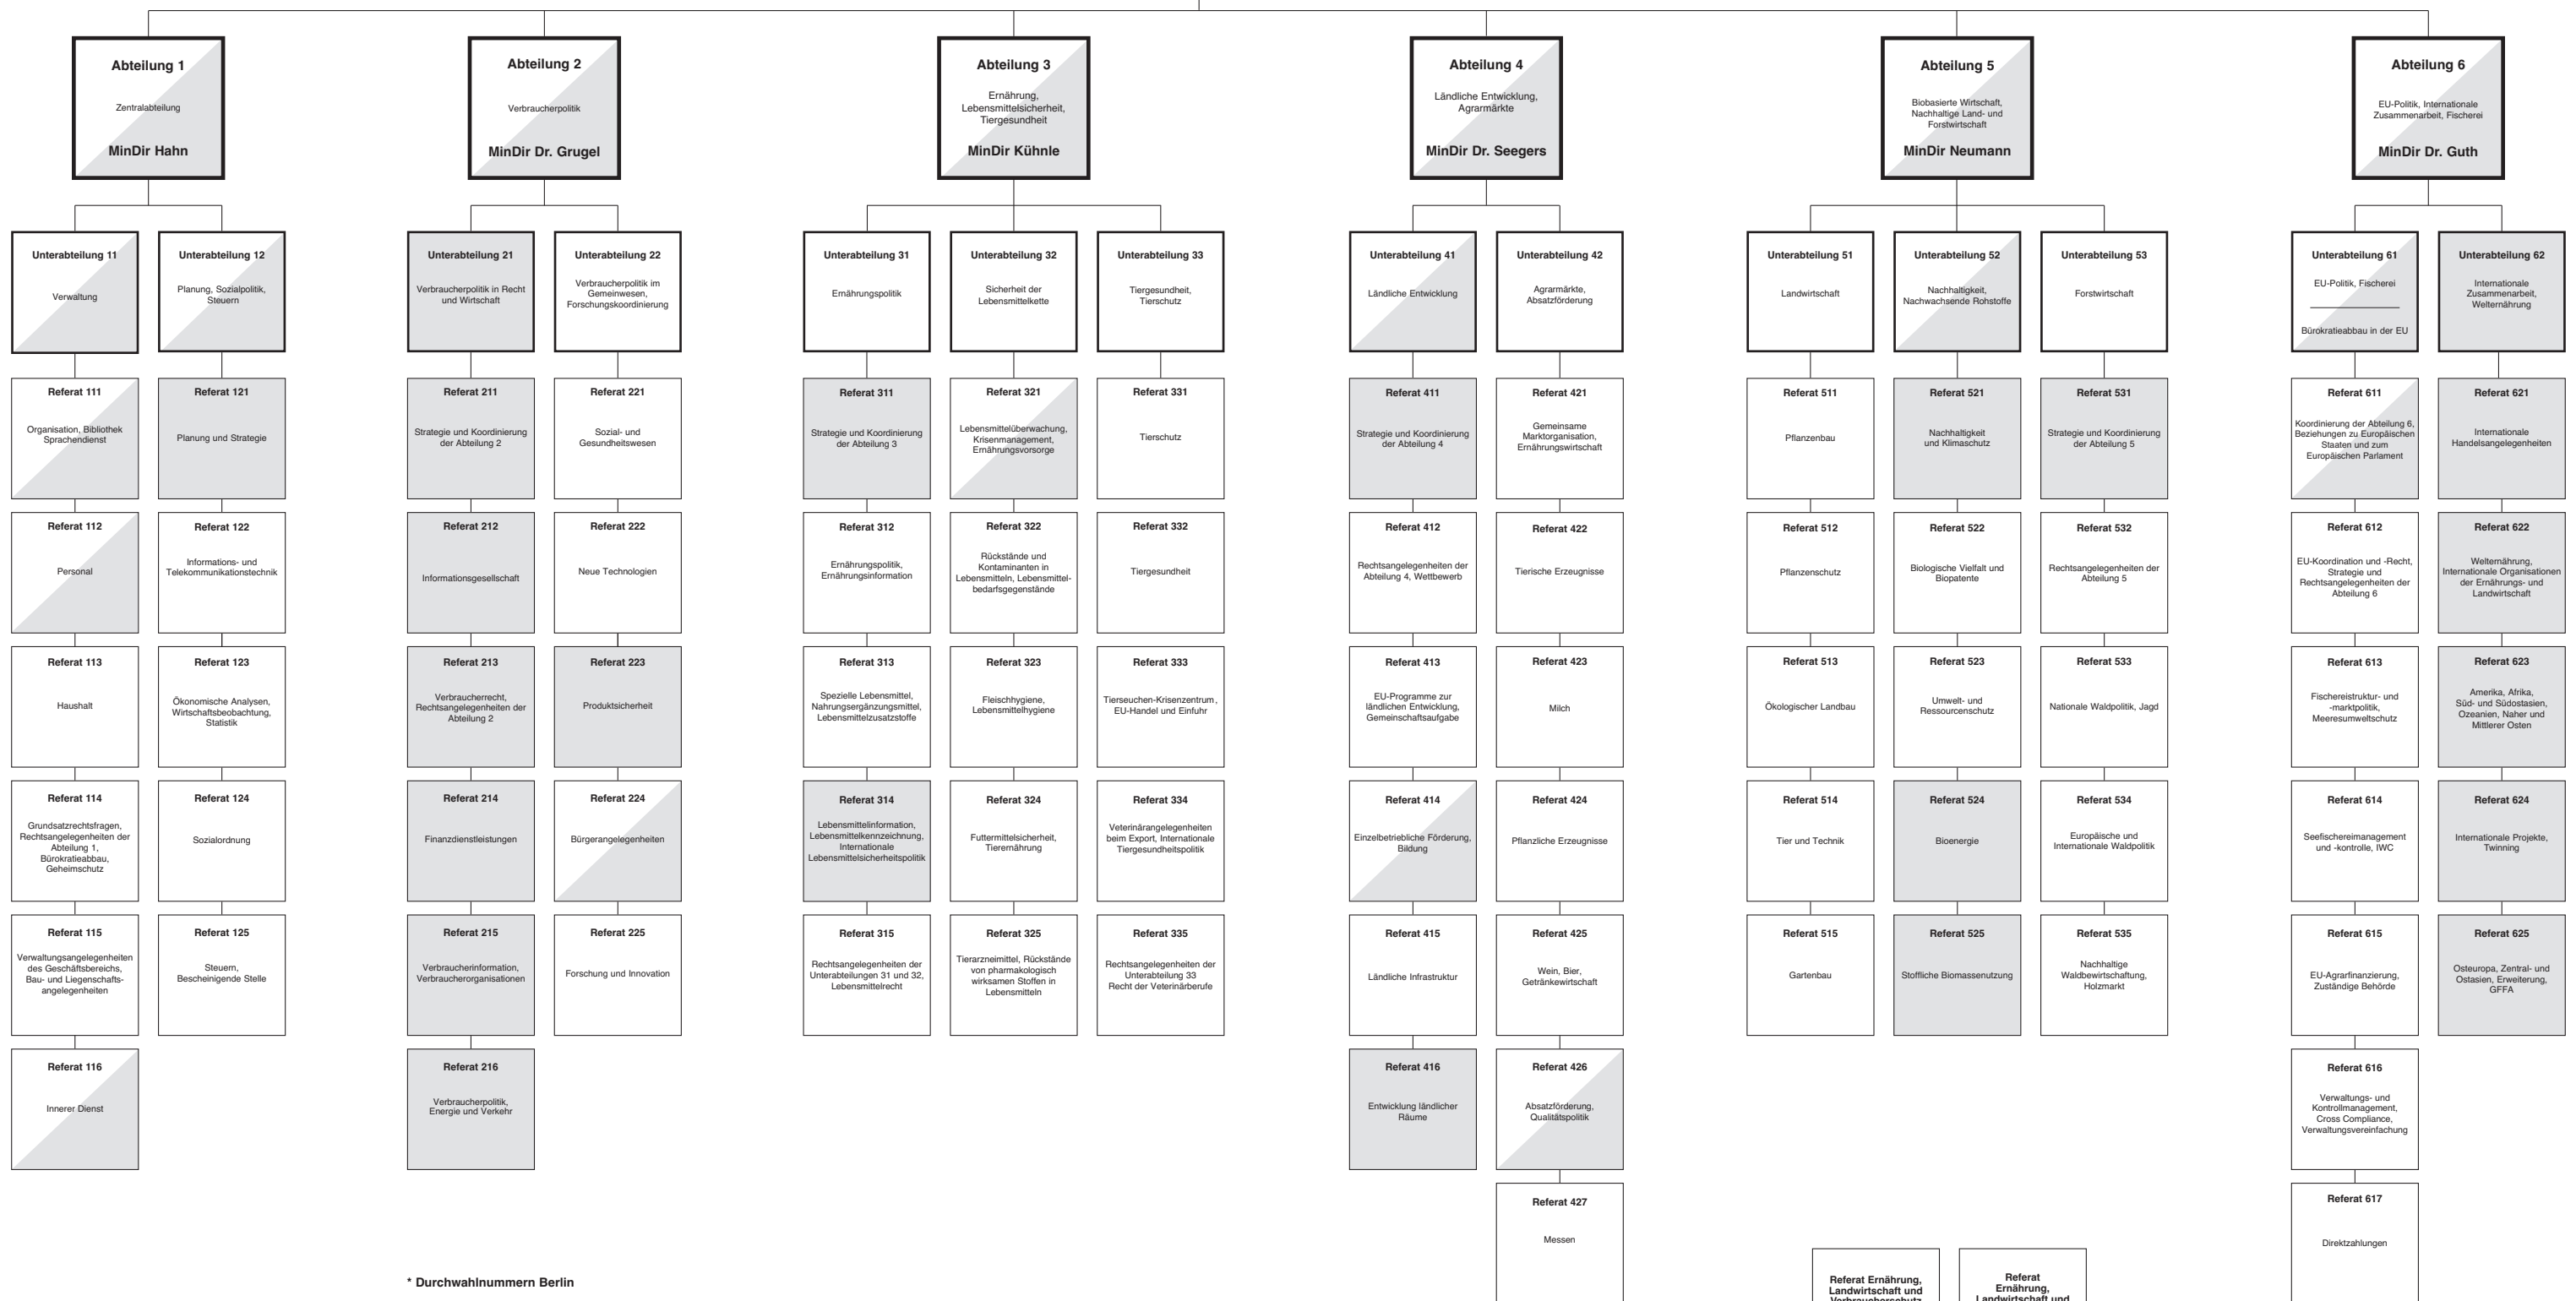 Abteilung 1
Zentralabteilung
MinDir Hahn
Abteilung 2
Verbraucherpolitik
MinDir Dr. Grugel
Abteilung 3
Ernährung,
Lebensmittelsicherheit,
Tiergesundheit
MinDir Kühnle
Abteilung 4
Ländliche Entwicklung,
Agrarmärkte
MinDir Dr. Seegers
Abteilung 5
Biobasierte Wirtschaft,
Nachhaltige Land- und
Forstwirtschaft
MinDir Neumann
Abteilung 6
EU-Politik, Internationale
Zusammenarbeit, Fischerei
MinDir Dr. Guth
Unterabteilung 11
Verwaltung
Referat 111
Organisation, Bibliothek
Sprachendienst
Referat 112
Personal
Referat 113
Haushalt
Referat 114
Grundsatzrechtsfragen,
Rechtsangelegenheiten der
Abteilung 1,
Bürokratieabbau,
Geheimschutz
Referat 115
Verwaltungsangelegenheiten
des Geschäftsbereichs,
Bau- und Liegenschafts-
angelegenheiten
Referat 116
Innerer Dienst
Unterabteilung 12
Planung, Sozialpolitik,
Steuern
Referat 121
Planung und Strategie
Referat 122
Informations- und
Telekommunikationstechnik
Referat 123
Ökonomische Analysen,
Wirtschaftsbeobachtung,
Statistik
Referat 124
Sozialordnung
Referat 125
Steuern,
Bescheinigende Stelle
Unterabteilung 21
Verbraucherpolitik in Recht
und Wirtschaft
Referat 211
Strategie und Koordinierung
der Abteilung 2
Referat 212
Informationsgesellschaft
Referat 213
Verbraucherrecht,
Rechtsangelegenheiten der
Abteilung 2
Referat 214
Finanzdienstleistungen
Referat 215
Verbraucherinformation,
Verbraucherorganisationen
Referat 216
Verbraucherpolitik,
Energie und Verkehr
Unterabteilung 22
Verbraucherpolitik im
Gemeinwesen,
Forschungskoordinierung
Referat 221
Sozial- und
Gesundheitswesen
Referat 222
Neue Technologien
Referat 223
Produktsicherheit
Referat 224
Bürgerangelegenheiten
Referat 225
Forschung und Innovation
Unterabteilung 31
Ernährungspolitik
Referat 311
Strategie und Koordinierung
der Abteilung 3
Referat 312
Ernährungspolitik,
Ernährungsinformation
Referat 313
Spezielle Lebensmittel,
Nahrungsergänzungsmittel,
Lebensmittelzusatzstoffe
Referat 314
Lebensmittelinformation,
Lebensmittelkennzeichnung,
Internationale
Lebensmittelsicherheitspolitik
Referat 315
Rechtsangelegenheiten der
Unterabteilungen 31 und 32,
Lebensmittelrecht
Unterabteilung 32
Sicherheit der
Lebensmittelkette
Referat 321
Lebensmittelüberwachung,
Krisenmanagement,
Ernährungsvorsorge
Referat 322
Rückstände und
Kontaminanten in
Lebensmitteln, Lebensmittel-
bedarfsgegenstände
Referat 323
Fleischhygiene,
Lebensmittelhygiene
Referat 324
Futtermittelsicherheit,
Tierernährung
Referat 325
Tierarzneimittel, Rückstände
von pharmakologisch
wirksamen Stoffen in
Lebensmitteln
Unterabteilung 33
Tiergesundheit,
Tierschutz
Referat 331
Tierschutz
Referat 332
Tiergesundheit
Referat 333
Tierseuchen-Krisenzentrum,
EU-Handel und Einfuhr
Referat 334
Veterinärangelegenheiten
beim Export, Internationale
Tiergesundheitspolitik
Referat 335
Rechtsangelegenheiten der
Unterabteilung 33
Recht der Veterinärberufe
Unterabteilung 41
Ländliche Entwicklung
Referat 411
Strategie und Koordinierung
der Abteilung 4
Referat 412
Rechtsangelegenheiten der
Abteilung 4, Wettbewerb
Referat 413
EU-Programme zur
ländlichen Entwicklung,
Gemeinschaftsaufgabe
Referat 414
Einzelbetriebliche Förderung,
Bildung
Referat 415
Ländliche Infrastruktur
Referat 416
Entwicklung ländlicher
Räume
Unterabteilung 42
Agrarmärkte,
Absatzförderung
Referat 421
Gemeinsame
Marktorganisation,
Ernährungswirtschaft
Referat 422
Tierische Erzeugnisse
Referat 423
Milch
Referat 424
Pflanzliche Erzeugnisse
Referat 425
Wein, Bier,
Getränkewirtschaft
Referat 426
Absatzförderung,
Qualitätspolitik
Referat 427
Messen
Unterabteilung 51
Landwirtschaft
Referat 511
Pflanzenbau
Referat 512
Pflanzenschutz
Referat 513
Ökologischer Landbau
Referat 514
Tier und Technik
Referat 515
Gartenbau
Unterabteilung 52
Nachhaltigkeit,
Nachwachsende Rohstoffe
Referat 521
Nachhaltigkeit
und Klimaschutz
Referat 522
Biologische Vielfalt und
Biopatente
Referat 523
Umwelt- und
Ressourcenschutz
Referat 524
Bioenergie
Referat 525
Stoffliche Biomassenutzung
Unterabteilung 53
Forstwirtschaft
Referat 531
Strategie und Koordinierung
der Abteilung 5
Referat 532
Rechtsangelegenheiten der
Abteilung 5
Referat 533
Nationale Waldpolitik, Jagd
Referat 534
Europäische und
Internationale Waldpolitik
Referat 535
Nachhaltige
Waldbewirtschaftung,
Holzmarkt
Unterabteilung 61
EU-Politik, Fischerei
Bürokratieabbau in der EU
Referat 611
Koordinierung der Abteilung 6,
Beziehungen zu Europäischen
Staaten und zum
Europäischen Parlament
Referat 612
EU-Koordination und -Recht,
Strategie und
Rechtsangelegenheiten der
Abteilung 6
Referat 613
Fischereistruktur- und
-marktpolitik,
Meeresumweltschutz
Referat 614
Seefischereimanagement
und -kontrolle, IWC
Referat 615
EU-Agrarfinanzierung,
Zuständige Behörde
Referat 616
Verwaltungs- und
Kontrollmanagement,
Cross Compliance,
Verwaltungsvereinfachung
Referat 617
Direktzahlungen
Unterabteilung 62
Internationale
Zusammenarbeit,
Welternährung
Referat 621
Internationale
Handelsangelegenheiten
Referat 622
Welternährung,
Internationale Organisationen
der Ernährungs- und
Landwirtschaft
Referat 623
Amerika, Afrika,
Süd- und Südostasien,
Ozeanien, Naher und
Mittlerer Osten
Referat 624
Internationale Projekte,
Twinning
Referat 625
Osteuropa, Zentral- und
Ostasien, Erweiterung,
GFFA
* Durchwahlnummern Berlin
Referat Ernährung,
Landwirtschaft und
Verbraucherschutz
Referat
Ernährung,
Landwirtschaft und